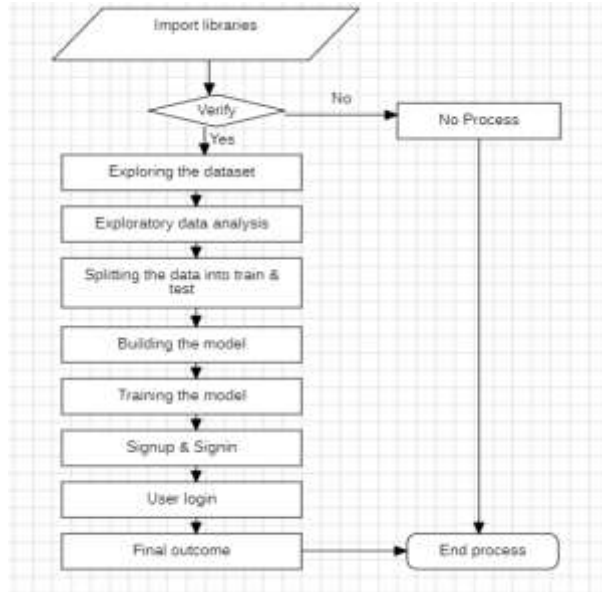 Import libraries
Verify
No
No Process
Yes
Exploring the dataset
Exploratory data analysis
Splitting the data into train &
test
Building the model
Training the model
Signup & Signin
User login
Final outcome
End process